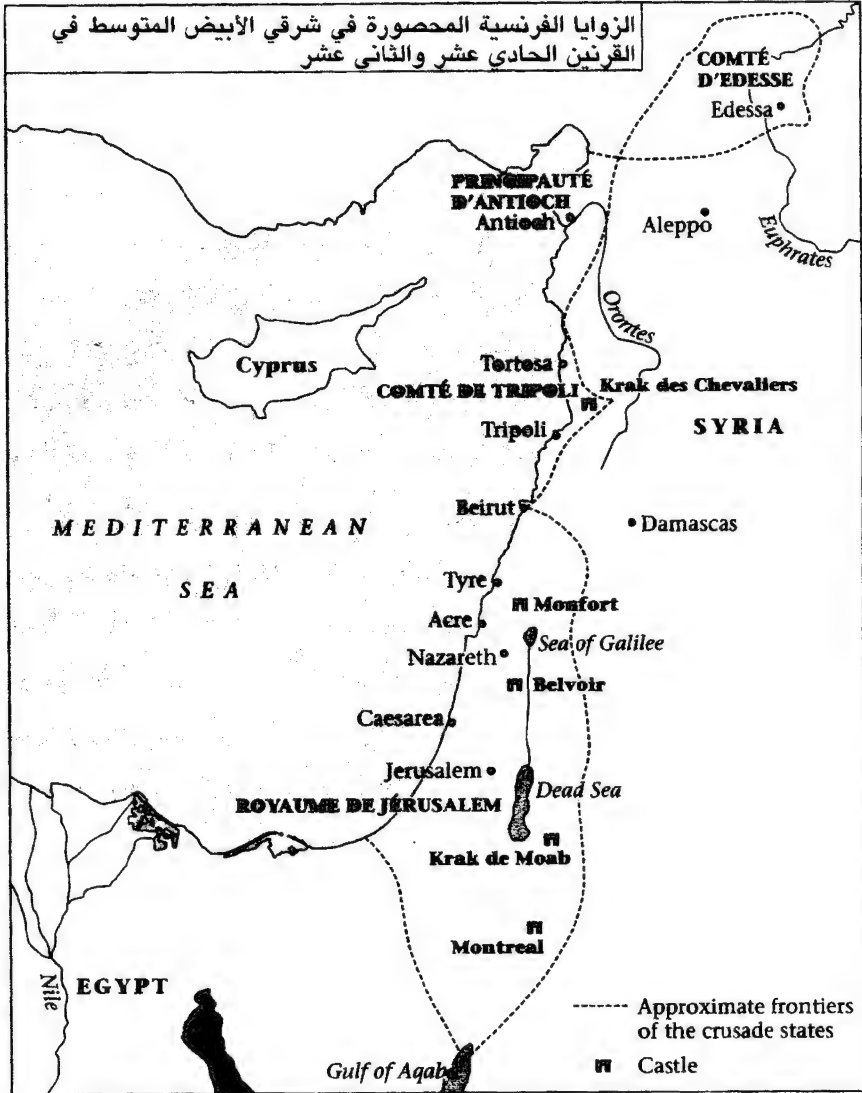 الزوايا الفرنسية المحصورة في شرقي الأبيض المتوسط في
القرنين الحادي عشر والثاني عشر
COMTÉ
D'EDESSE
Edessa
PRINCIPAUTÉ
D'ANTIOCH
Antioch
Aleppo
Euphrates
Orontes
Cyprus
Tortosa
COMTÉ DE TRIPOLI
Krak des Chevaliers
Tripoli
SYRIA
Beirut
MEDITERRANEAN
SEA
Damascas
Tyre
Monfort
Acre
Sea of Galilee
Nazareth
Belvoir
Caesarea
Jerusalem
Dead Sea
ROYAUME DE JÉRUSALEM
Krak de Moab
Montreal
Nile
EGYPT
Approximate frontiers
of the crusade states
Castle
Gulf of Aqaba